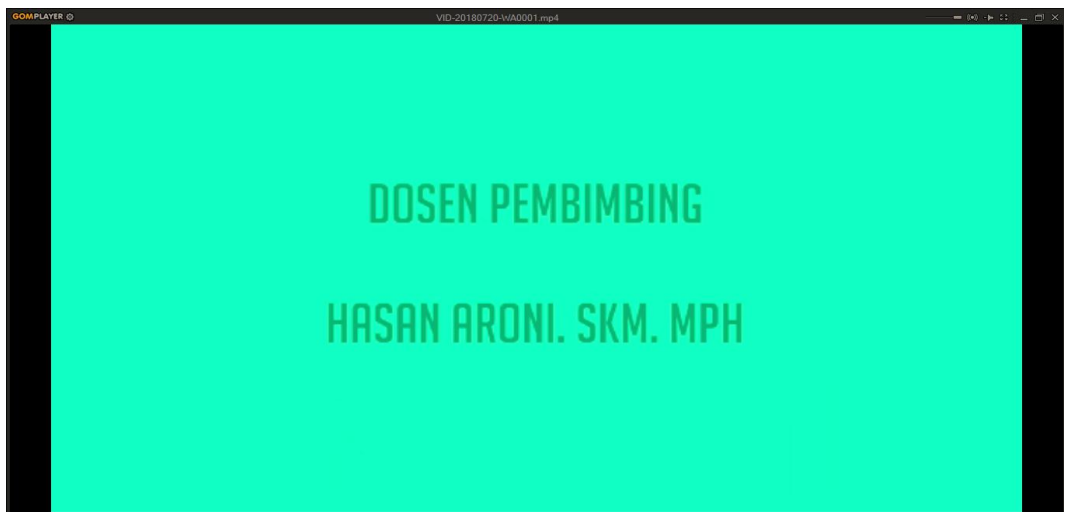 GOMPLAYER
VID-20180720-WA0001.mp4
DOSEN PEMBIMBING
HASAN ARONI. SKM. MPH